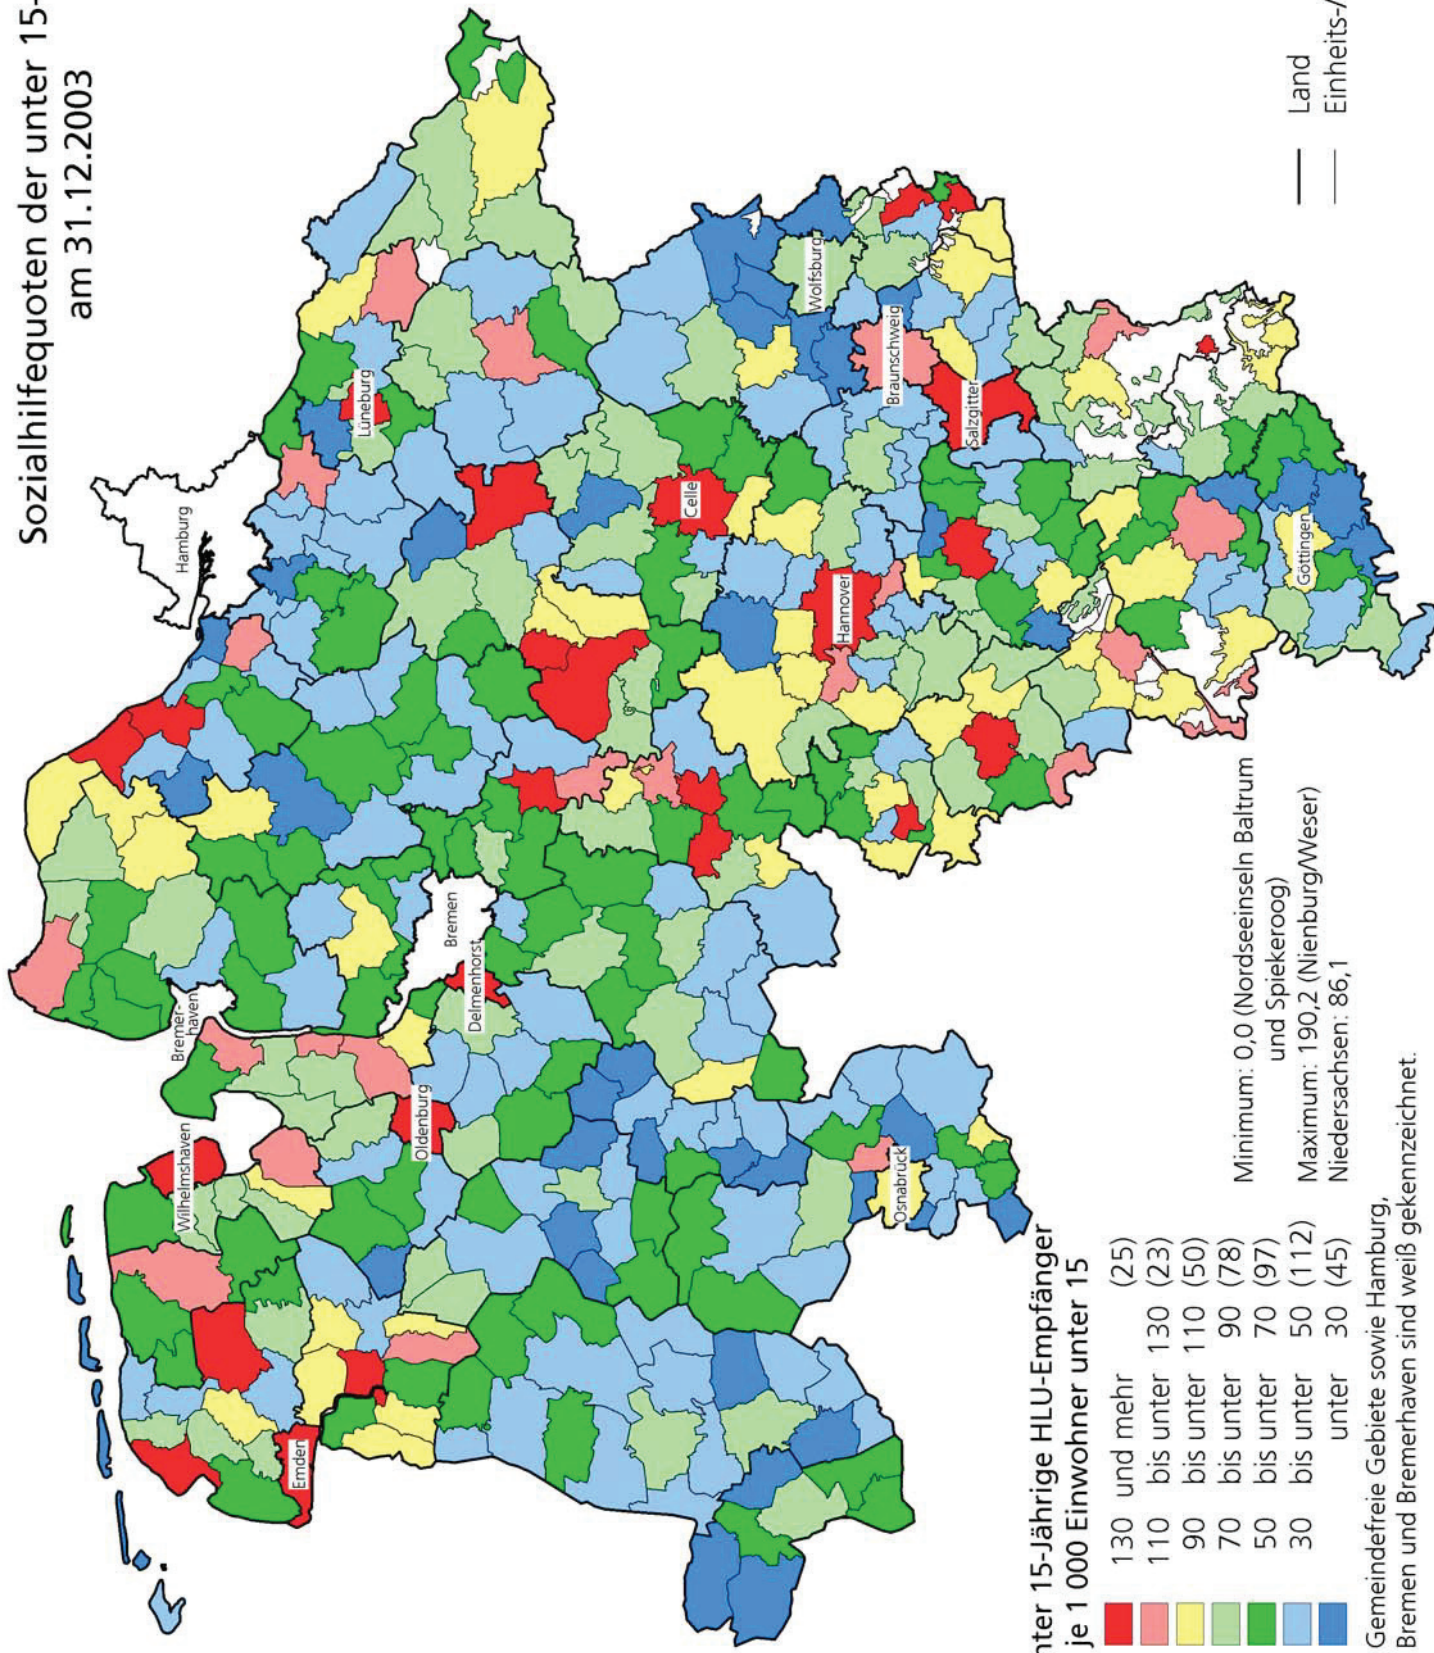 Sozialhilfequoten der unter 15-
am 31.12.2003
Hamburg
Lüneburg
Bremer-
haven
Bremen
Delmenhorst
Wilhelmshaven
Oldenburg
Emden
Celle
Wolfsburg
Braunschweig
Hannover
Salzgitter
Osnabrück
Göttingen
nter 15-Jährige HLU-Empfänger
je 1 000 Einwohner unter 15
130 und mehr (25)
110 bis unter 130 (23)
90 bis unter 110 (50)
70 bis unter 90 (78)
50 bis unter 70 (97)
30 bis unter 50 (112)
unter 30 (45)
Minimum: 0,0 (Nordseeinseln Baltrum
und Spiekeroog)
Maximum: 190,2 (Nienburg/Weser)
Niedersachsen: 86,1
Land
Einheits-/
Gemeindefreie Gebiete sowie Hamburg,
Bremen und Bremerhaven sind weiß gekennzeichnet.